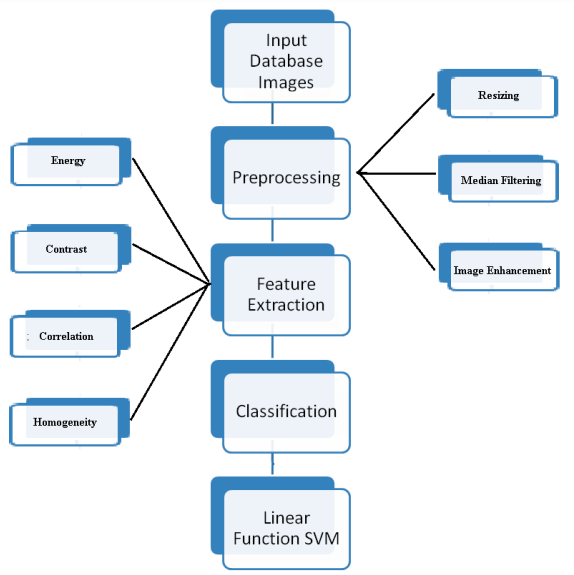 Input
Database
Images
Preprocessing
Resizing
Median Filtering
Image Enhancement
Feature
Extraction
Energy
Contrast
Correlation
Homogeneity
Classification
Linear
Function SVM